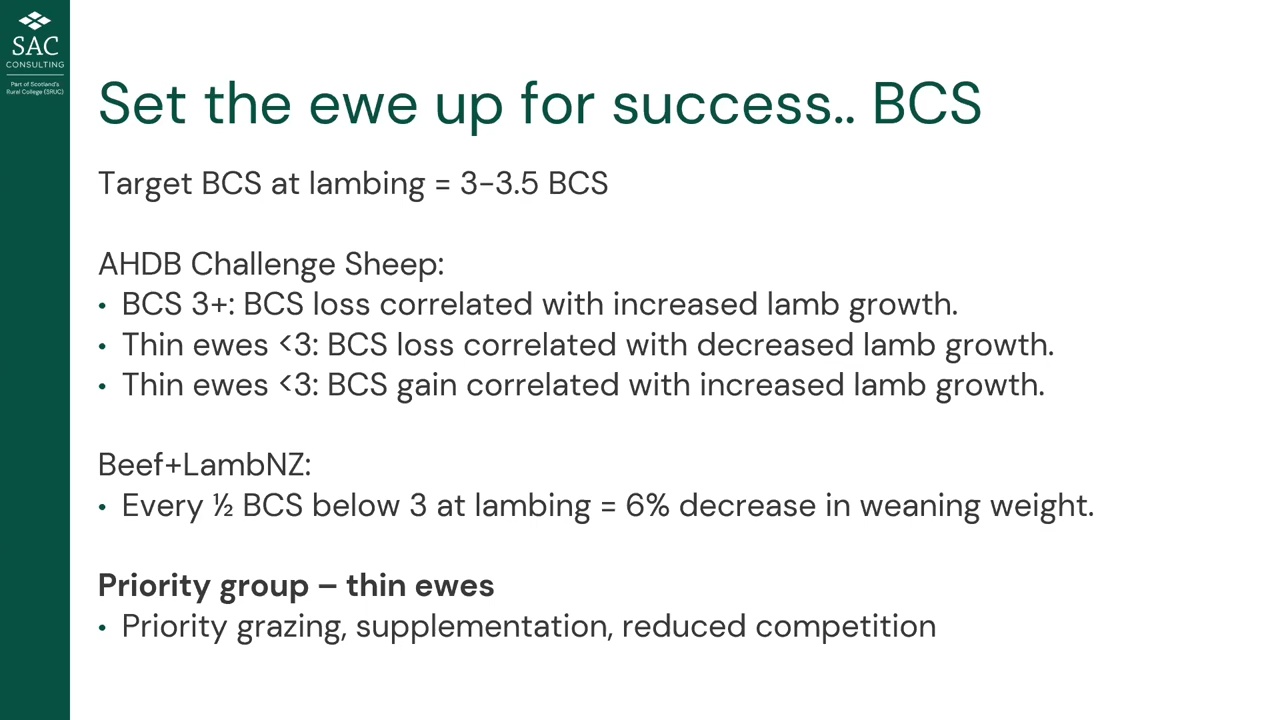 SAC
CONSULTING
Part of Scotland's
Rural College (SRUC)
Set the ewe up for success.. BCS
Target BCS at lambing = 3-3.5 BCS
AHDB Challenge Sheep:
• BCS 3+: BCS loss correlated with increased lamb growth.
• Thin ewes <3: BCS loss correlated with decreased lamb growth.
• Thin ewes <3: BCS gain correlated with increased lamb growth.
Beef+LambNZ:
• Every ½ BCS below 3 at lambing = 6% decrease in weaning weight.
Priority group – thin ewes
• Priority grazing, supplementation, reduced competition